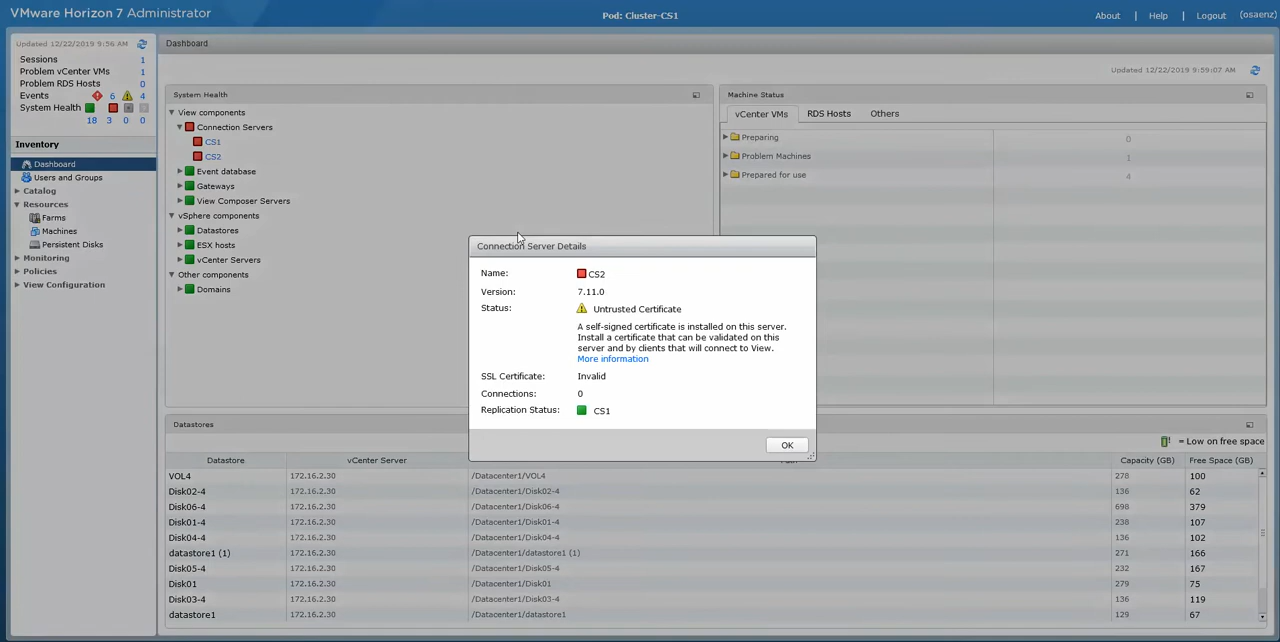 VMware Horizon 7 Administrator
Pod: Cluster-CS1
About | Help | Logout (osaenz)
Updated 12/22/2019 9:56 AM
Sessions 1
Problem vCenter VMs 1
Problem RDS Hosts 0
Events 6 4
System Health
18 3 0 0
Inventory
Dashboard
Users and Groups
Catalog
Resources
Farms
Machines
Persistent Disks
Monitoring
Policies
View Configuration
Dashboard
Updated 12/22/2019 9:59:07 AM
System Health
View components
Connection Servers
CS1
CS2
Event database
Gateways
View Composer Servers
vSphere components
Datastores
ESX hosts
vCenter Servers
Other components
Domains
Machine Status
vCenter VMs RDS Hosts Others
Preparing 0
Problem Machines 1
Prepared for use 4
Connection Server Details
Name: CS2
Version: 7.11.0
Status: Untrusted Certificate
A self-signed certificate is installed on this server.
Install a certificate that can be validated on this
server and by clients that will connect to View.
More information
SSL Certificate: Invalid
Connections: 0
Replication Status: CS1
OK
Datastores
! = Low on free space
Datastore vCenter Server Capacity (GB) Free Space (GB)
VOL4 172.16.2.30 /Datacenter1/VOL4 278 100
Disk02-4 172.16.2.30 /Datacenter1/Disk02-4 136 62
Disk06-4 172.16.2.30 /Datacenter1/Disk06-4 698 379
Disk01-4 172.16.2.30 /Datacenter1/Disk01-4 238 107
Disk04-4 172.16.2.30 /Datacenter1/Disk04-4 136 102
datastore1 (1) 172.16.2.30 /Datacenter1/datastore1 (1) 271 166
Disk05-4 172.16.2.30 /Datacenter1/Disk05-4 232 167
Disk01 172.16.2.30 /Datacenter1/Disk01 279 75
Disk03-4 172.16.2.30 /Datacenter1/Disk03-4 136 119
datastore1 172.16.2.30 /Datacenter1/datastore1 129 67